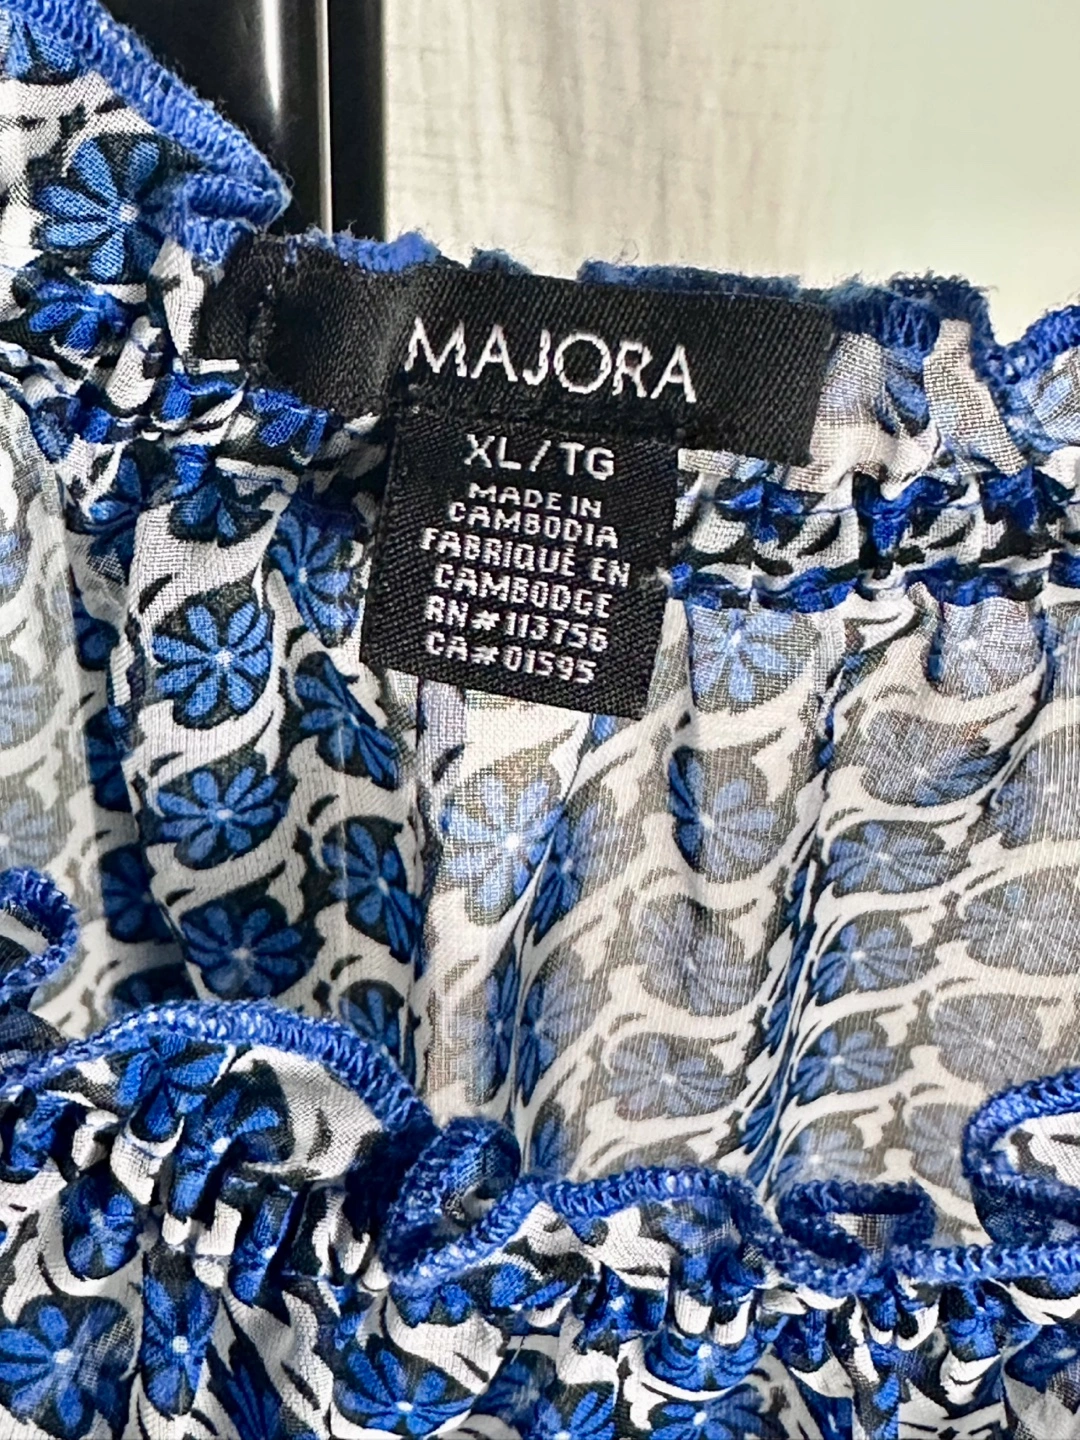 MAJORA
XL/TG
MADE IN
CAMBODIA
FABRIQUÉ EN
CAMBODGE
RN# 113756
CA# 01595